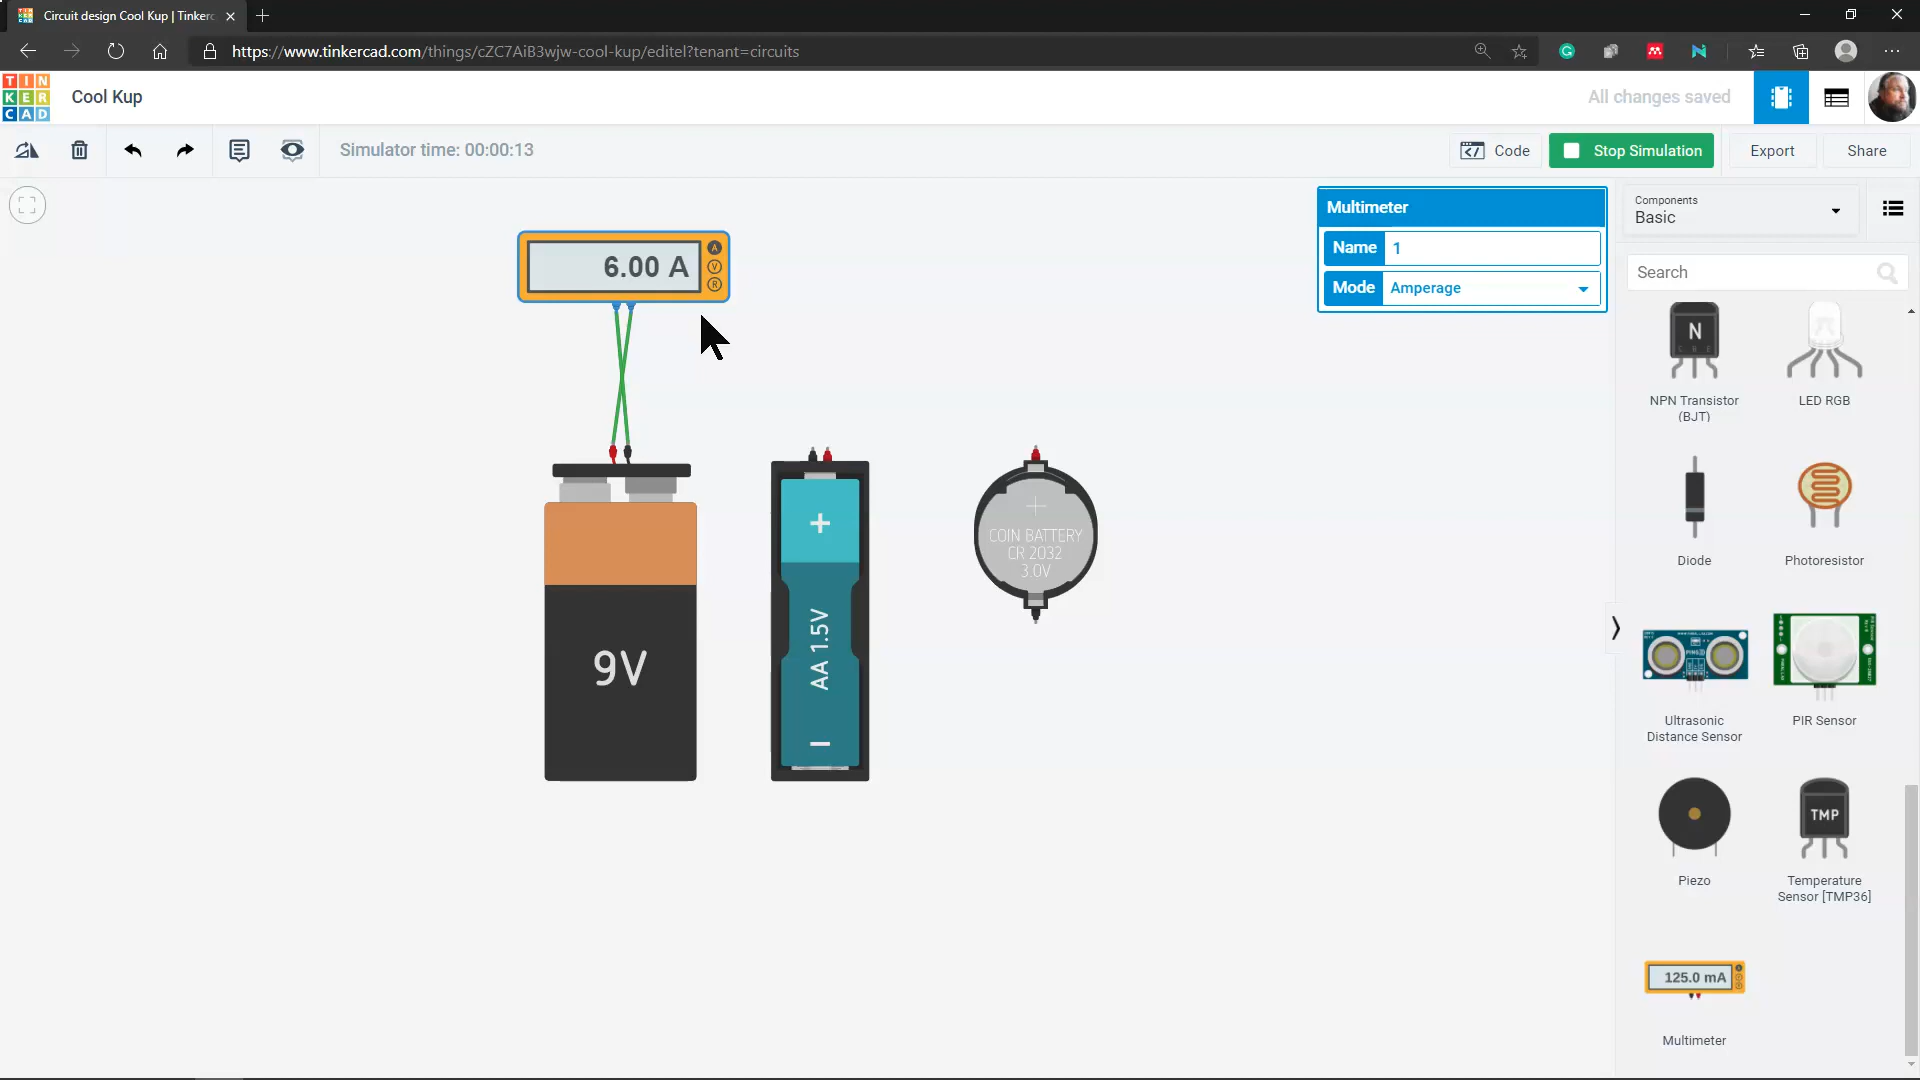 Circuit design Cool Kup | Tinkerc
https://www.tinkercad.com/things/cZC7AiB3wjw-cool-kup/editel?tenant=circuits
TIN
KER
CAD
Cool Kup
All changes saved
Simulator time: 00:00:13
Code
Stop Simulation
Export
Share
6.00 A
A
V
R
Multimeter
Name 1
Mode Amperage
Components
Basic
Search
N
NPN Transistor
(BJT)
LED RGB
Diode
Photoresistor
Ultrasonic
Distance Sensor
PIR Sensor
Piezo
TMP
Temperature
Sensor [TMP36]
125.0 mA
Multimeter
9V
+
AA 1.5V
COIN BATTERY
CR 2032
3.0V